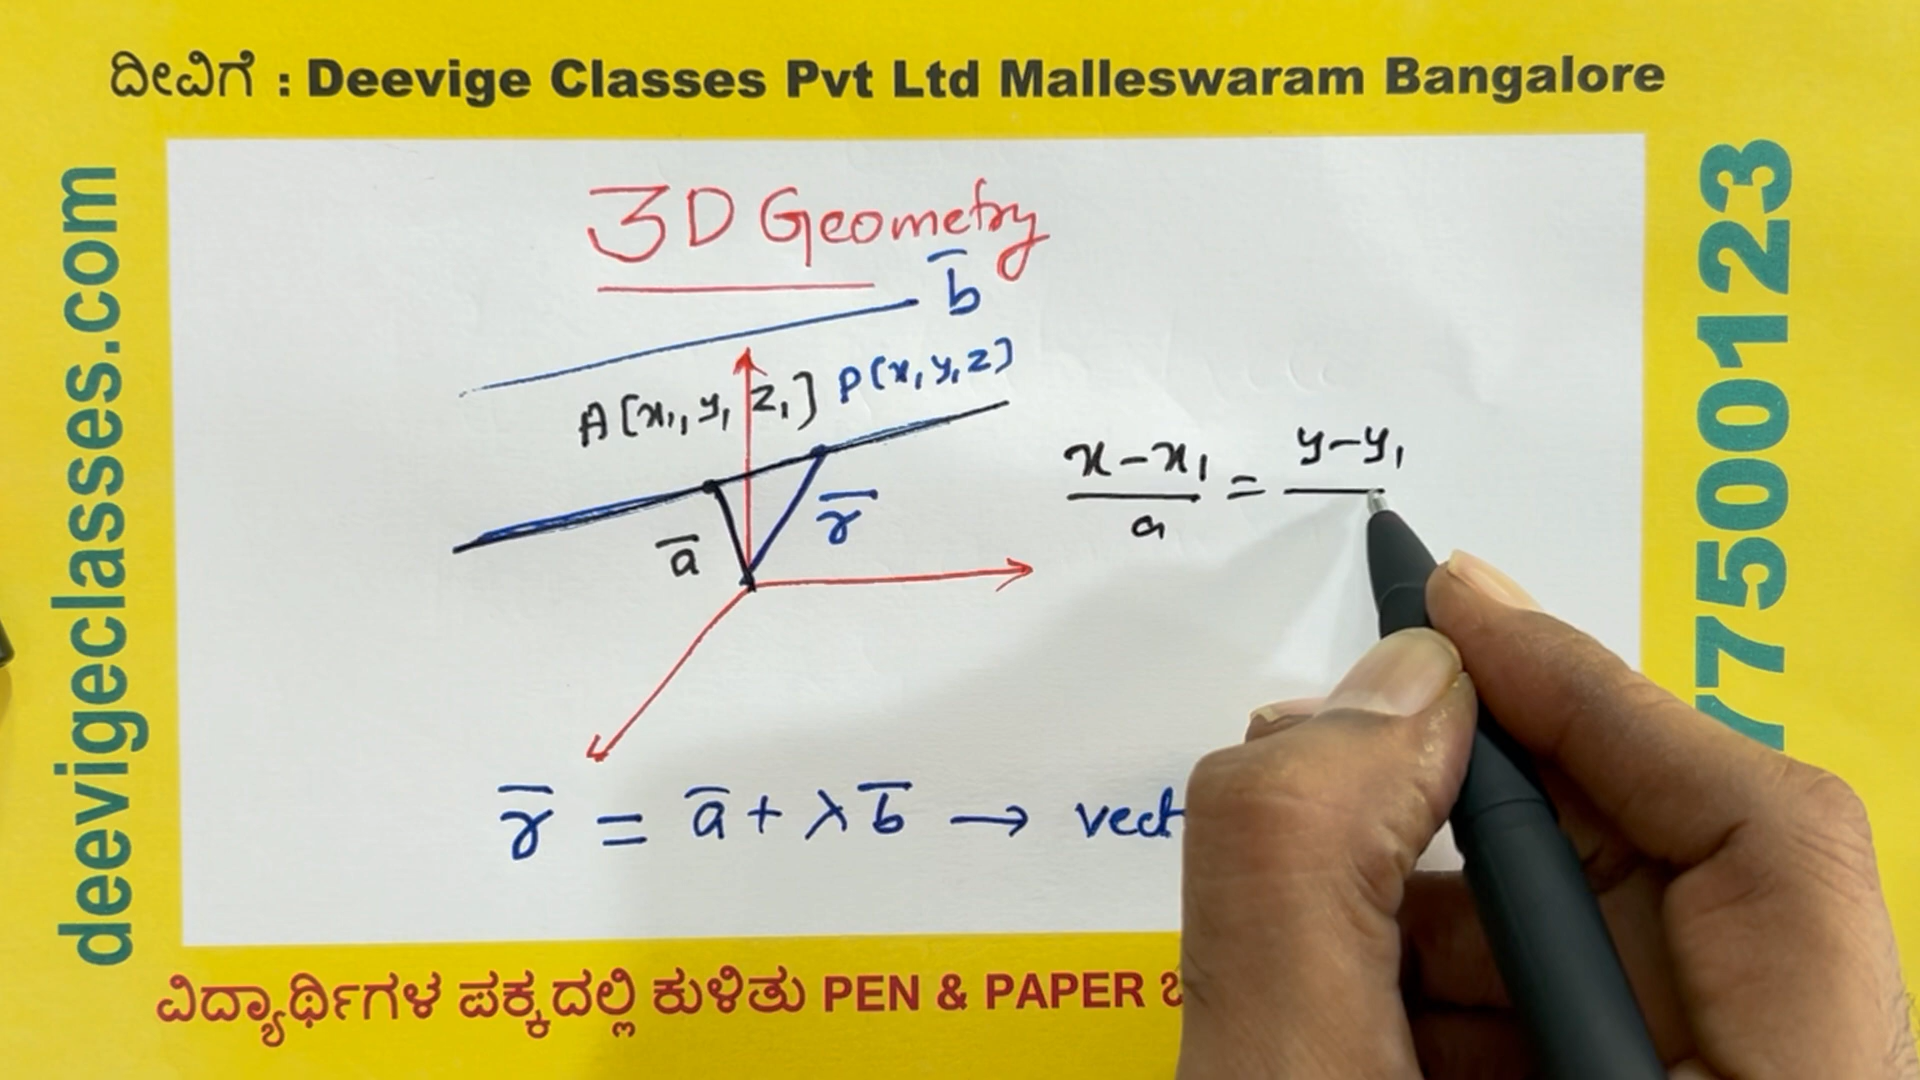 ದೀವಿಗೆ : Deevige Classes Pvt Ltd Malleswaram Bangalore
deevigeclasses.com
3D Geometry
b̅
A(x₁, y₁ z₁) P(x, y, z)
a̅
r̅
x-x₁/a = y-y₁/
r̅ = a̅ + λb̅ → vect
77500123
ವಿದ್ಯಾರ್ಥಿಗಳ ಪಕ್ಕದಲ್ಲಿ ಕುಳಿತು PEN & PAPER